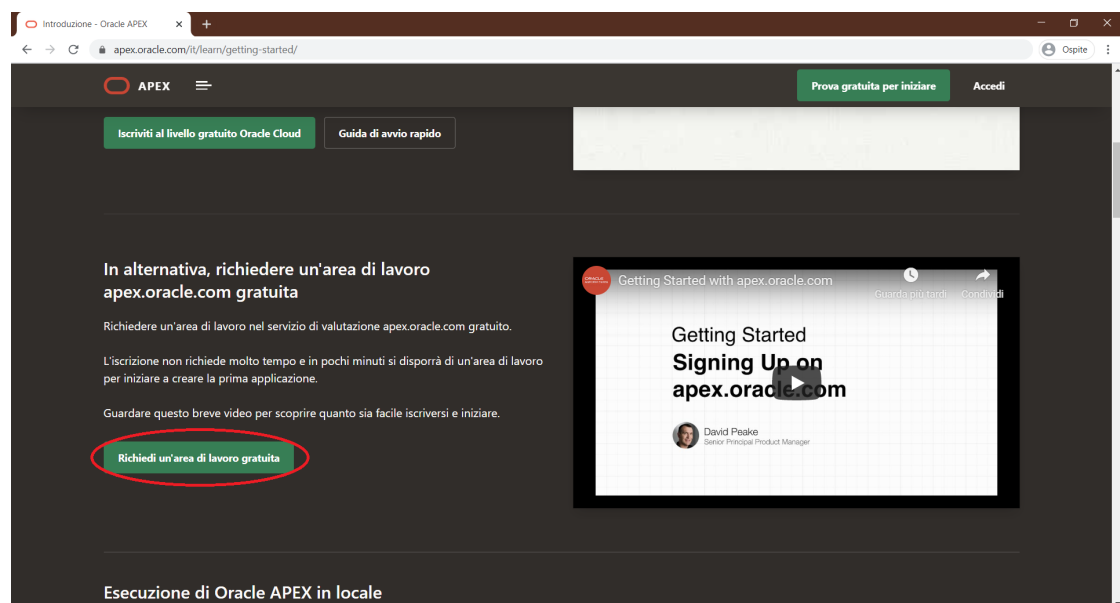 Introduzione - Oracle APEX
apex.oracle.com/it/learn/getting-started/
Ospite
APEX
Prova gratuita per iniziare
Accedi
Iscriviti al livello gratuito Oracle Cloud
Guida di avvio rapido
In alternativa, richiedere un'area di lavoro
apex.oracle.com gratuita
Richiedere un'area di lavoro nel servizio di valutazione apex.oracle.com gratuito.
L'iscrizione non richiede molto tempo e in pochi minuti si disporrà di un'area di lavoro
per iniziare a creare la prima applicazione.
Guardare questo breve video per scoprire quanto sia facile iscriversi e iniziare.
Richiedi un'area di lavoro gratuita
Getting Started with apex.oracle.com
Guarda più tardi
Condividi
Getting Started
Signing Up on
apex.oracle.com
David Peake
Senior Principal Product Manager
Esecuzione di Oracle APEX in locale